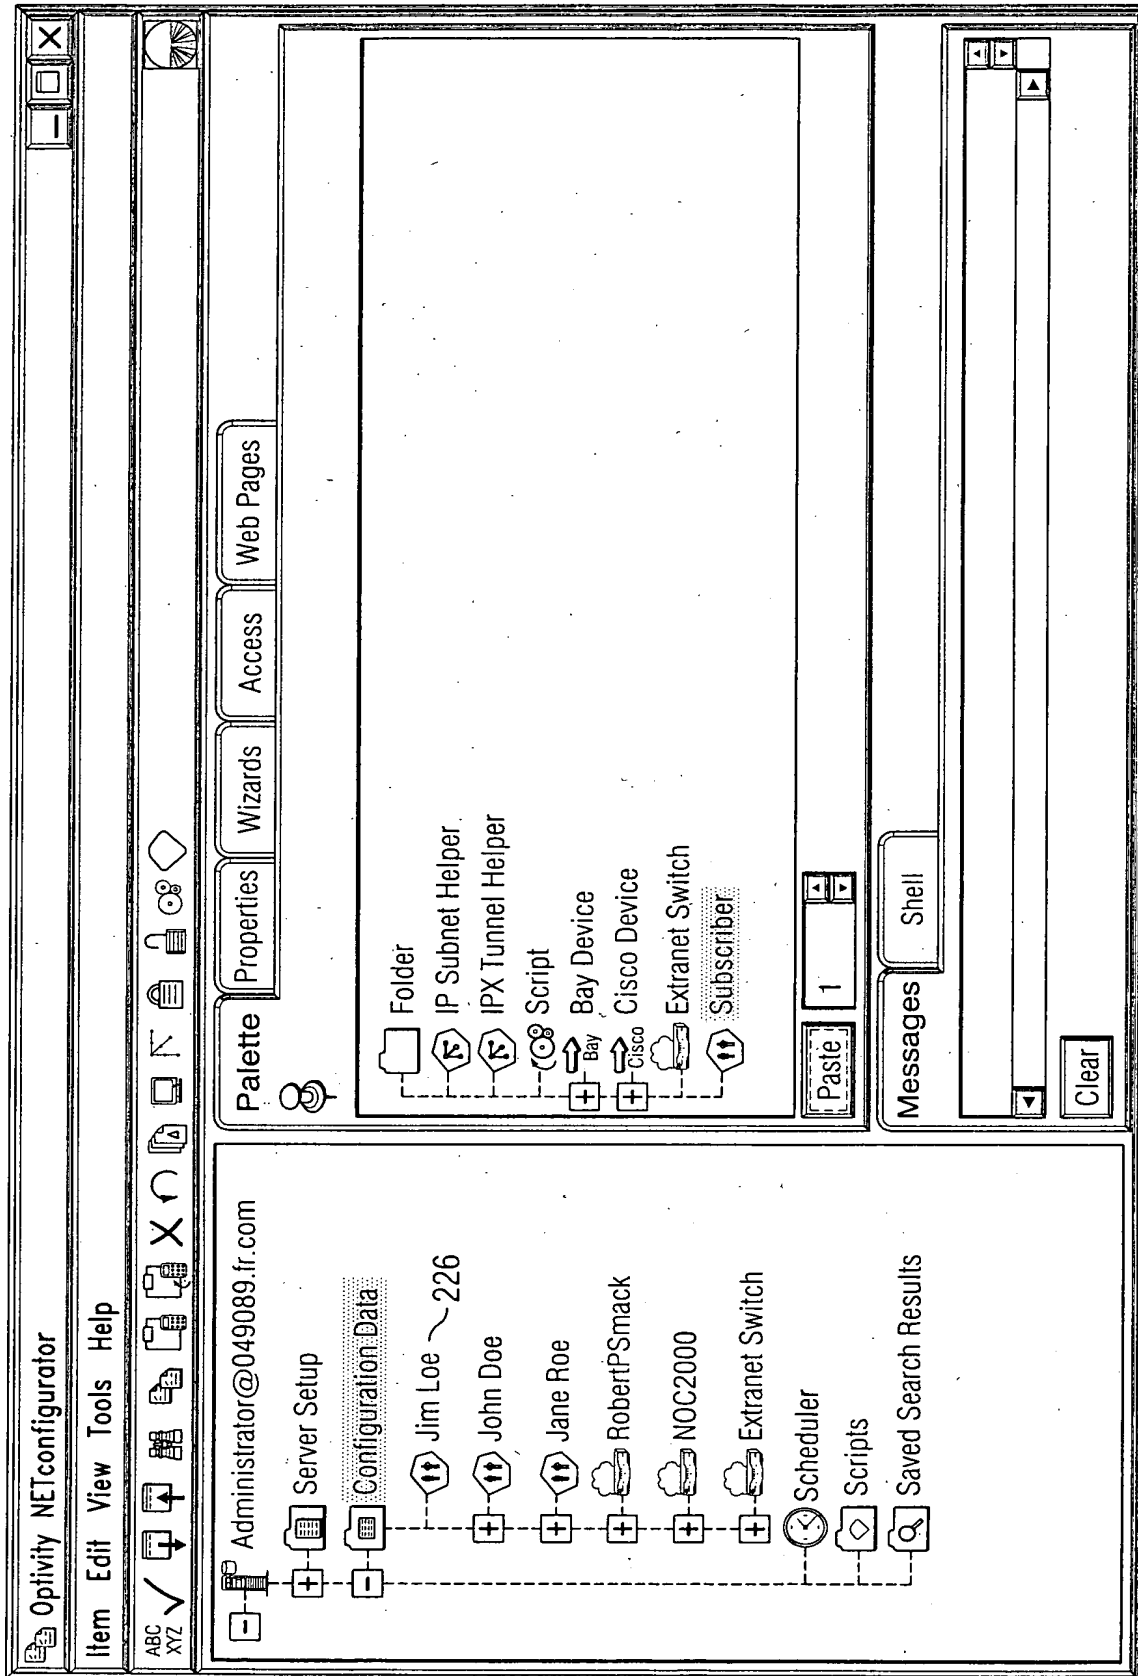 Optivity NETconfigurator
Item Edit View Tools Help
ABC
XYZ
Administrator@049089.fr.com
Server Setup
Configuration Data
Jim Loe 226
John Doe
Jane Roe
RobertPSmack
NOC2000
Extranet Switch
Scheduler
Scripts
Saved Search Results
Palette Properties Wizards Access Web Pages
Folder
IP Subnet Helper
IPX Tunnel Helper
Script
Bay Bay Device
Cisco Cisco Device
Extranet Switch
Subscriber
Paste 1
Messages Shell
Clear